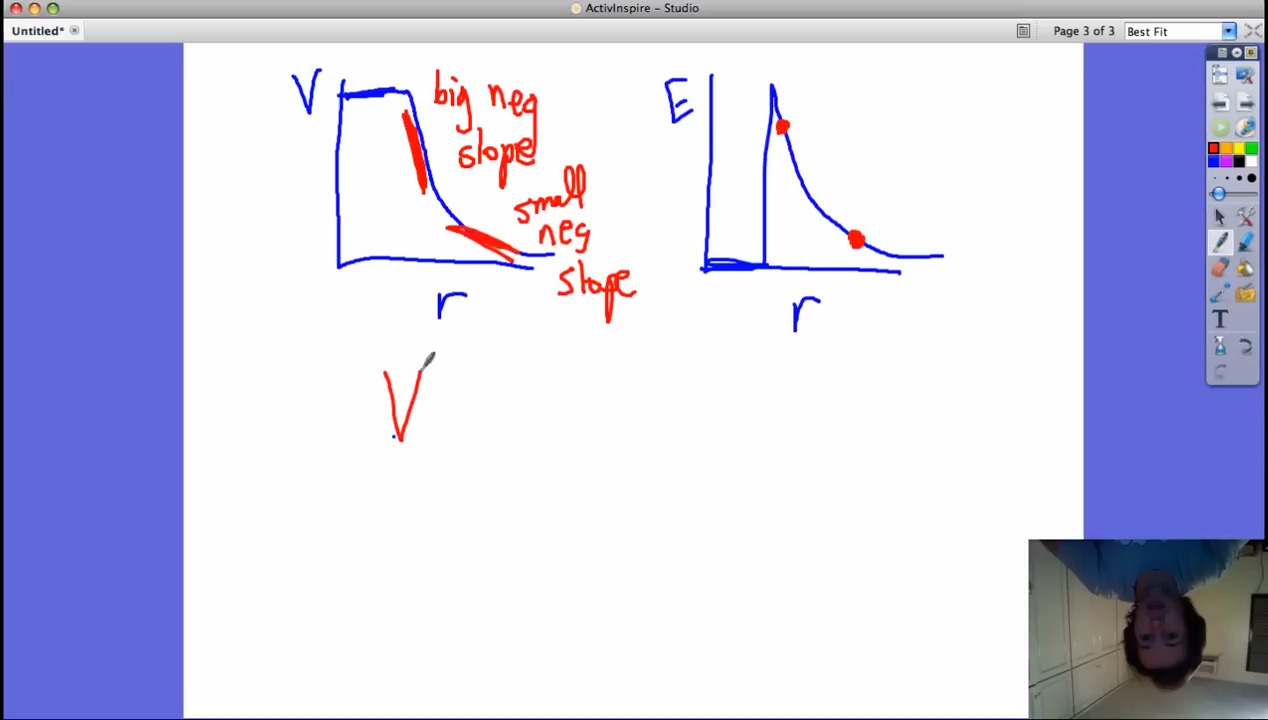 ActivInspire – Studio
Untitled*
Page 3 of 3
Best Fit
V
big neg
slope
small
neg
slope
r
E
r
V
T